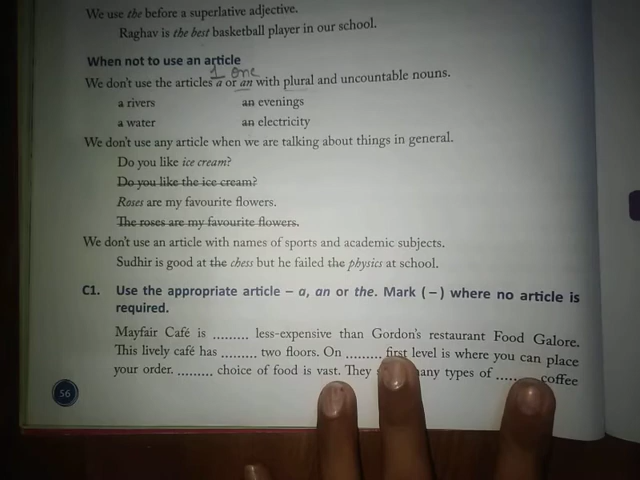 We use the before a superlative adjective.
Raghav is the best basketball player in our school.
When not to use an article
1 one
We don't use the articles a or an with plural and uncountable nouns.
a rivers an evenings
a water an electricity
We don't use any article when we are talking about things in general.
Do you like ice cream?
Do you like the ice cream?
Roses are my favourite flowers.
The roses are my favourite flowers.
We don't use an article with names of sports and academic subjects.
Sudhir is good at the chess but he failed the physics at school.
C1. Use the appropriate article – a, an or the. Mark (–) where no article is
required.
Mayfair Café is ......... less-expensive than Gordon's restaurant Food Galore.
This lively café has ......... two floors. On ......... first level is where you can place
your order. ......... choice of food is vast. They many types of ......... coffee
56